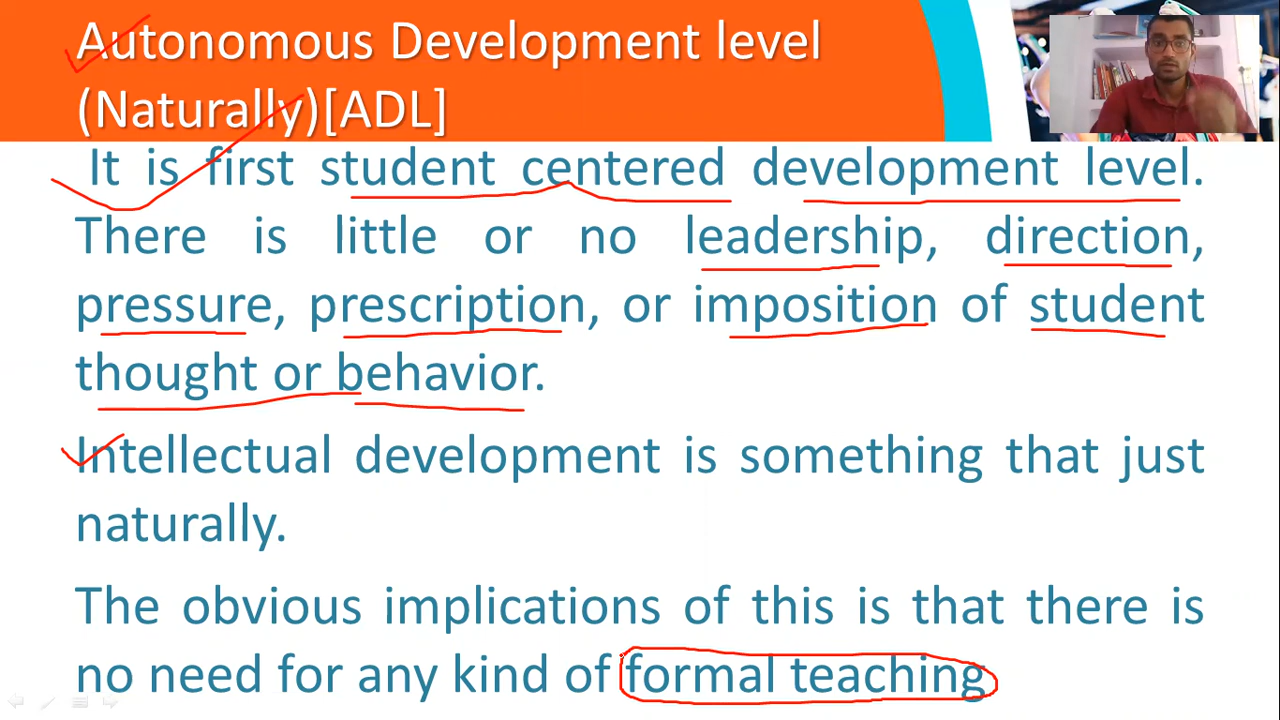 Autonomous Development level
(Naturally)[ADL]
It is first student centered development level.
There is little or no leadership, direction,
pressure, prescription, or imposition of student
thought or behavior.
Intellectual development is something that just
naturally.
The obvious implications of this is that there is
no need for any kind of formal teaching